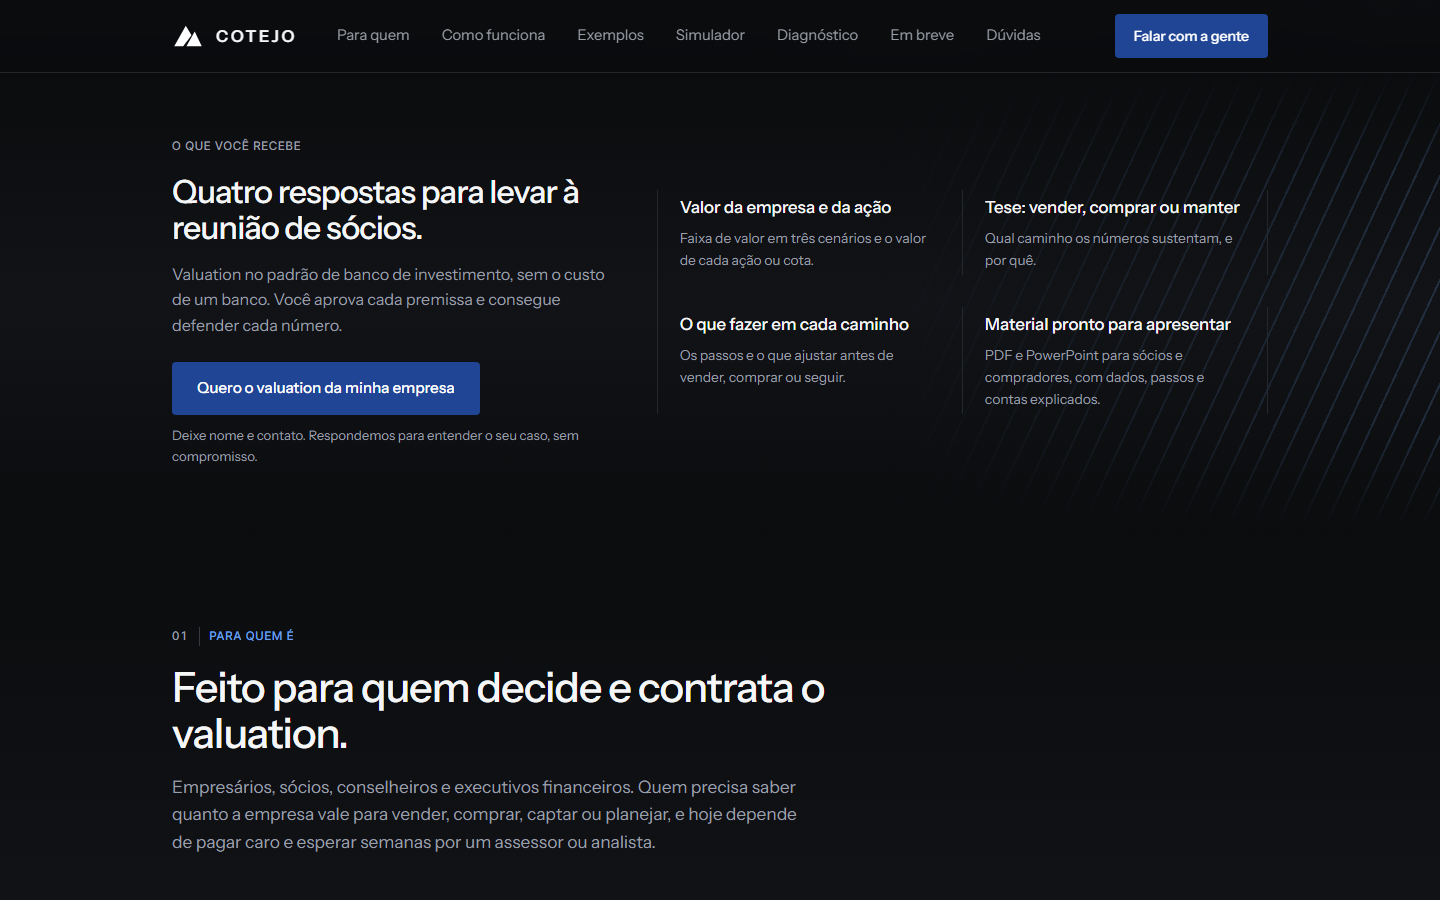 COTEJO
Para quem
Como funciona
Exemplos
Simulador
Diagnóstico
Em breve
Dúvidas
Falar com a gente
O QUE VOCÊ RECEBE
Quatro respostas para levar à
reunião de sócios.
Valuation no padrão de banco de investimento, sem o custo
de um banco. Você aprova cada premissa e consegue
defender cada número.
Quero o valuation da minha empresa
Deixe nome e contato. Respondemos para entender o seu caso, sem
compromisso.
Valor da empresa e da ação
Faixa de valor em três cenários e o valor
de cada ação ou cota.
Tese: vender, comprar ou manter
Qual caminho os números sustentam, e
por quê.
O que fazer em cada caminho
Os passos e o que ajustar antes de
vender, comprar ou seguir.
Material pronto para apresentar
PDF e PowerPoint para sócios e
compradores, com dados, passos e
contas explicados.
01 PARA QUEM É
Feito para quem decide e contrata o
valuation.
Empresários, sócios, conselheiros e executivos financeiros. Quem precisa saber
quanto a empresa vale para vender, comprar, captar ou planejar, e hoje depende
de pagar caro e esperar semanas por um assessor ou analista.